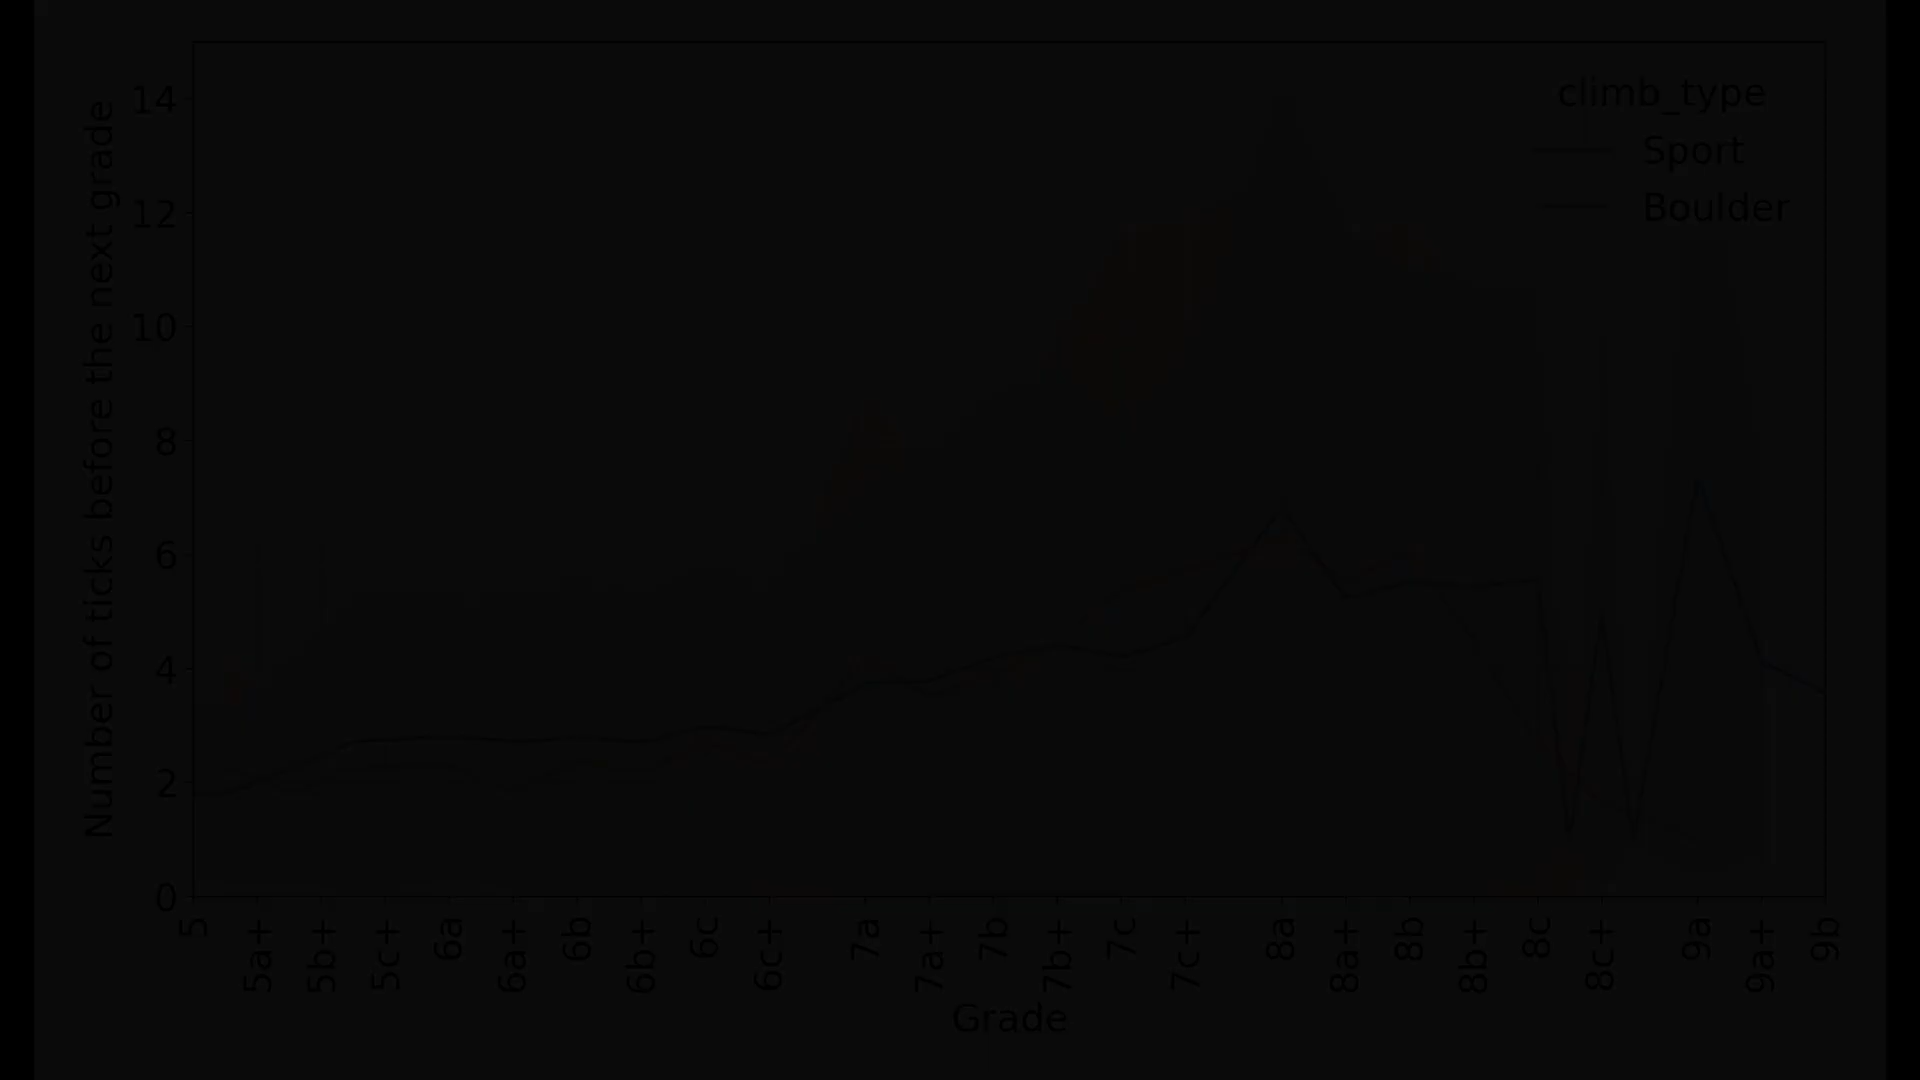 Number of ticks before the next grade
14
12
10
8
6
4
2
0
climb_type
Sport
Boulder
5
5a+
5b+
5c+
6a
6a+
6b
6b+
6c
6c+
7a
7a+
7b
7b+
7c
7c+
8a
8a+
8b
8b+
8c
8c+
9a
9a+
9b
Grade